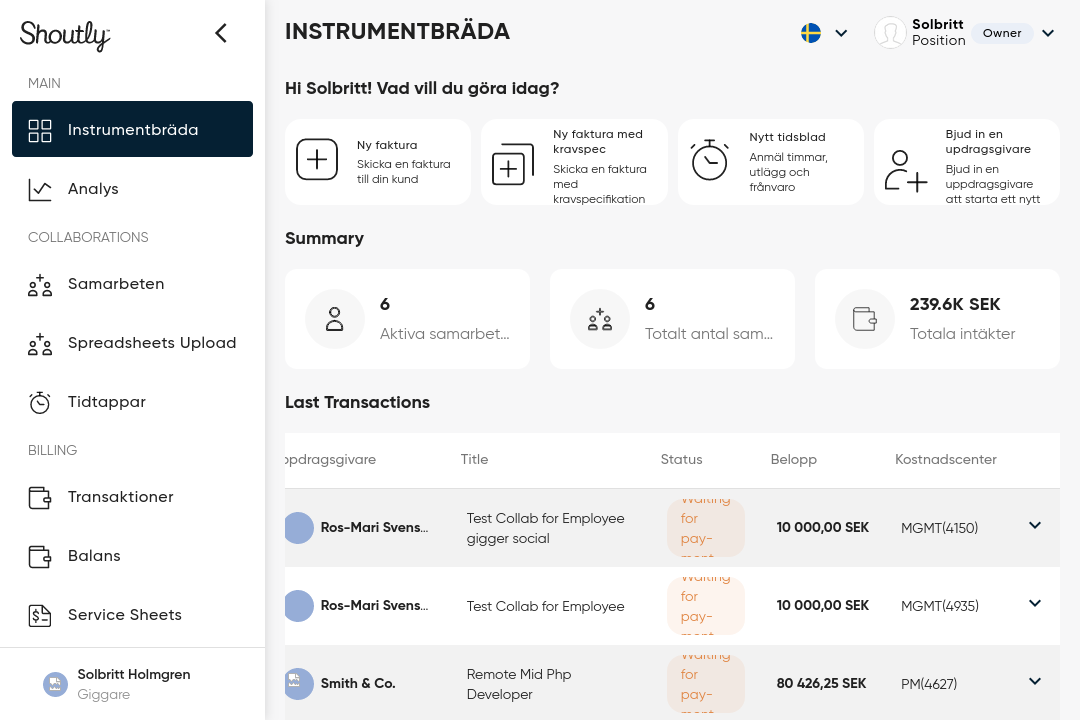 Shoutly
MAIN
Instrumentbräda
Analys
COLLABORATIONS
Samarbeten
Spreadsheets Upload
Tidtappar
BILLING
Transaktioner
Balans
Service Sheets
Solbritt Holmgren
Giggare
INSTRUMENTBRÄDA
Solbritt
Position
Owner
Hi Solbritt! Vad vill du göra idag?
Ny faktura
Skicka en faktura
till din kund
Ny faktura med
kravspec
Skicka en faktura
med
kravspecifikation
Nytt tidsblad
Anmäl timmar,
utlägg och
frånvaro
Bjud in en
updragsgivare
Bjud in en
uppdragsgivare
att starta ett nytt
Summary
6
Aktiva samarbet...
6
Totalt antal sam...
239.6K SEK
Totala intäkter
Last Transactions
ppdragsgivare Title Status Belopp Kostnadscenter
Ros-Mari Svens...
Test Collab for Employee
gigger social
Waiting
for
pay-
ment
10 000,00 SEK
MGMT(4150)
Ros-Mari Svens...
Test Collab for Employee
Waiting
for
pay-
ment
10 000,00 SEK
MGMT(4935)
Smith & Co.
Remote Mid Php
Developer
Waiting
for
pay-
ment
80 426,25 SEK
PM(4627)